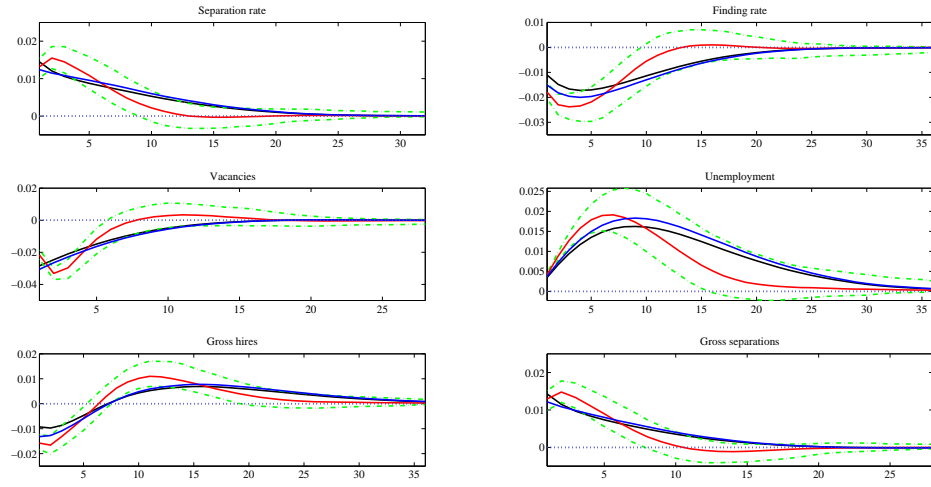 Separation rate
0.02
0.01
0
5 10 15 20 25 30
Finding rate
0.01
0
−0.01
−0.02
−0.03
5 10 15 20 25 30 35
Vacancies
0.02
0
−0.02
−0.04
5 10 15 20 25
Unemployment
0.025
0.02
0.015
0.01
0.005
0
5 10 15 20 25 30 35
Gross hires
0.02
0.01
0
−0.01
−0.02
5 10 15 20 25 30 35
Gross separations
0.02
0.01
0
5 10 15 20 25